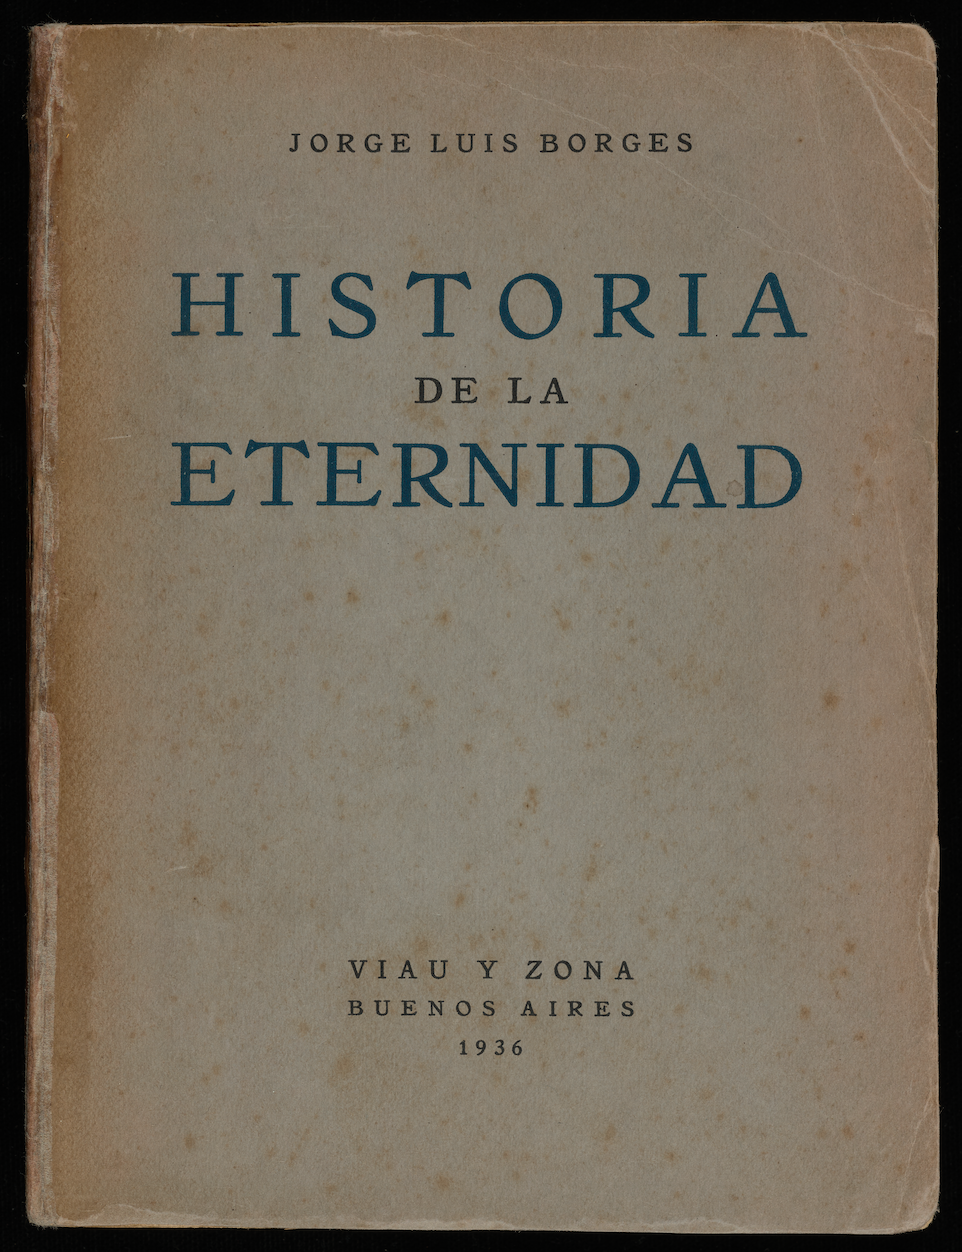 JORGE LUIS BORGES
HISTORIA
DE LA
ETERNIDAD
VIAU Y ZONA
BUENOS AIRES
1936